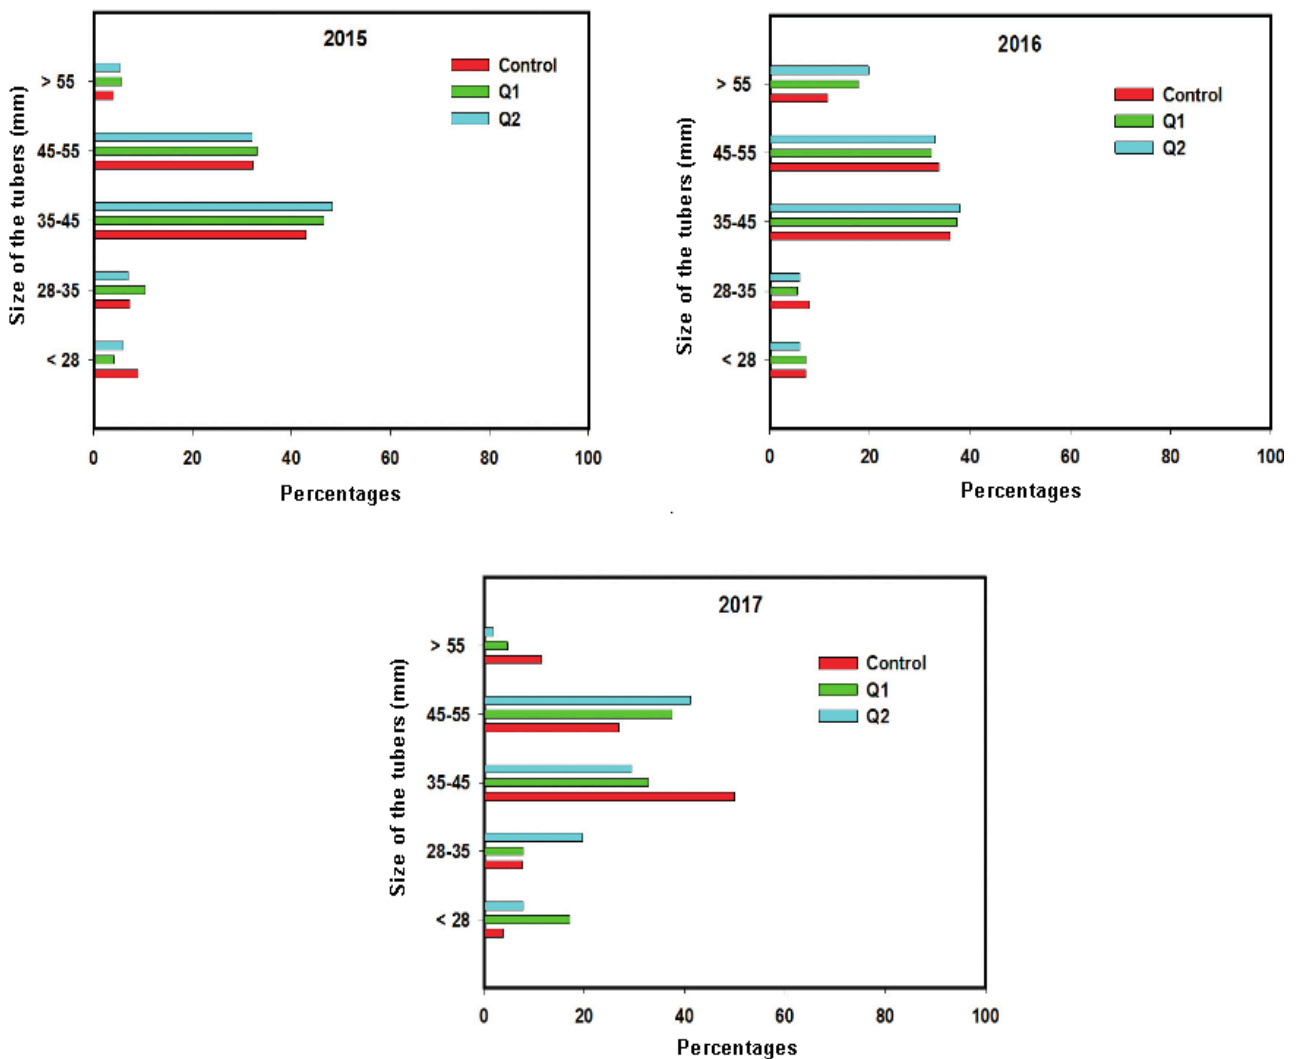 2015
Control
Q1
Q2
> 55
45-55
35-45
28-35
< 28
Size of the tubers (mm)
0 20 40 60 80 100
Percentages
2016
Control
Q1
Q2
> 55
45-55
35-45
28-35
< 28
Size of the tubers (mm)
0 20 40 60 80 100
Percentages
2017
Control
Q1
Q2
> 55
45-55
35-45
28-35
< 28
Size of the tubers (mm)
0 20 40 60 80 100
Percentages